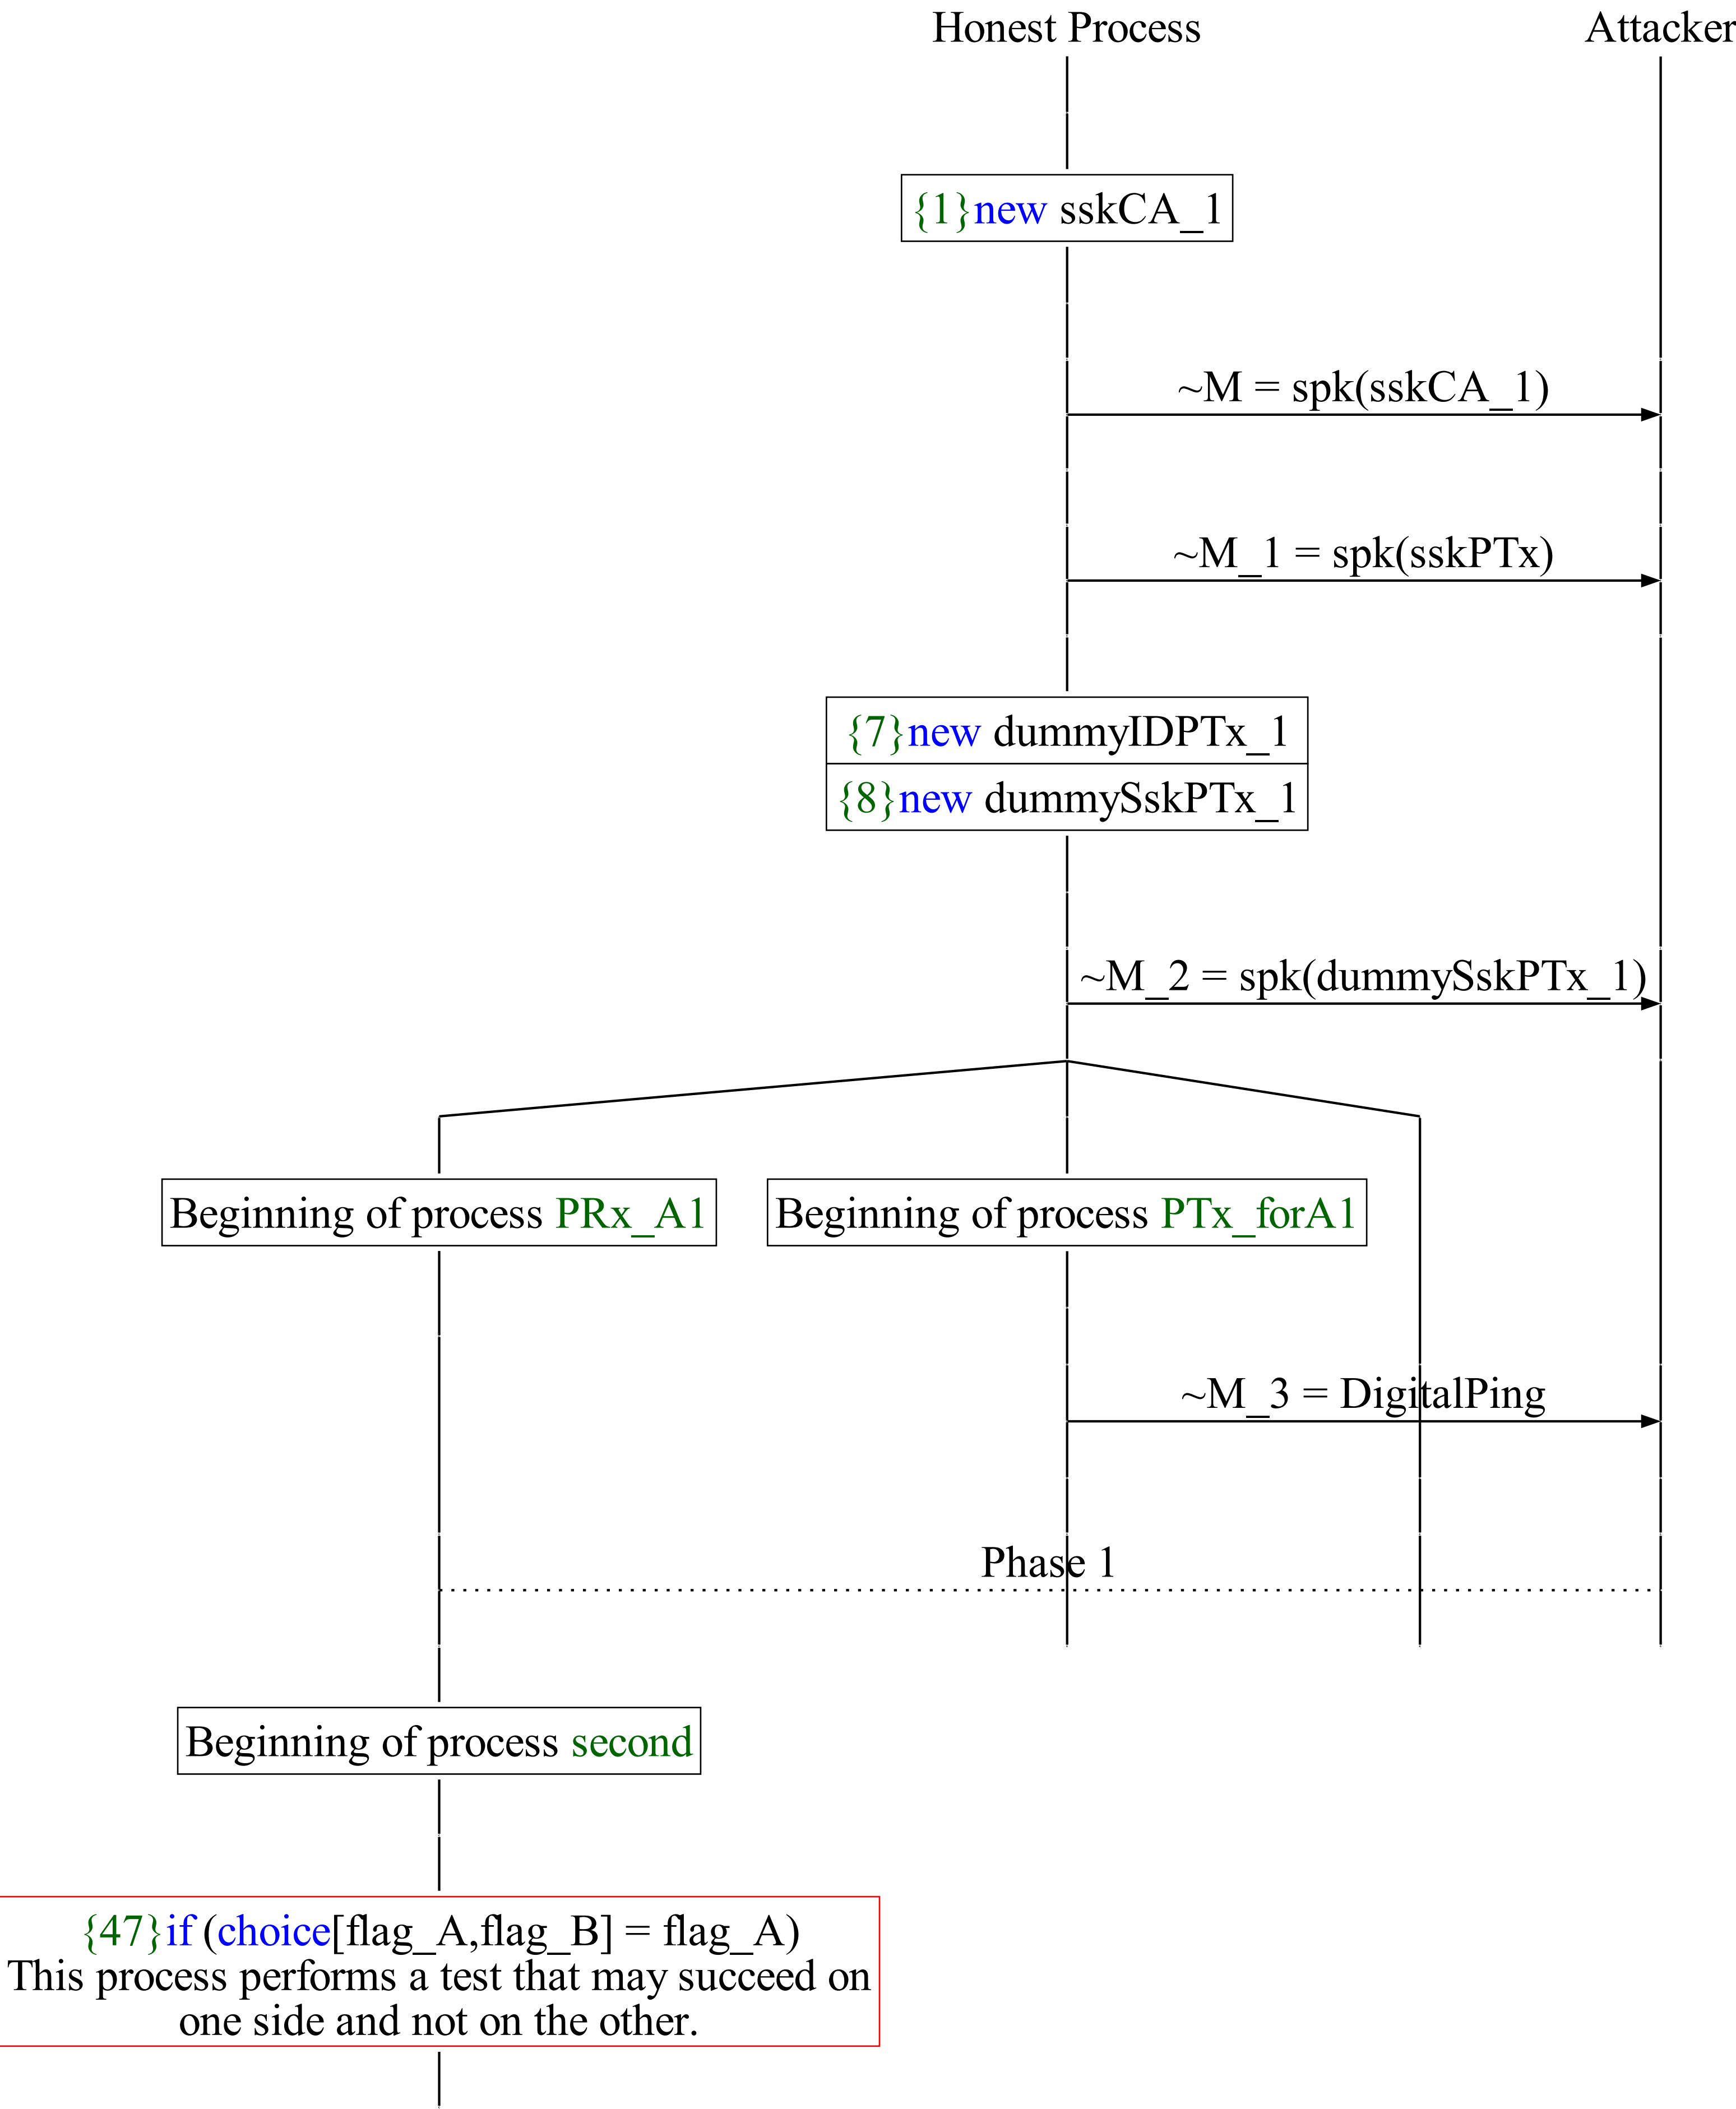 Honest Process
Attacker
{1}new sskCA_1
~M = spk(sskCA_1)
~M_1 = spk(sskPTx)
{7}new dummyIDPTx_1
{8}new dummySskPTx_1
~M_2 = spk(dummySskPTx_1)
Beginning of process PRx_A1
Beginning of process PTx_forA1
~M_3 = DigitalPing
Phase 1
Beginning of process second
{47}if (choice[flag_A,flag_B] = flag_A)
This process performs a test that may succeed on
one side and not on the other.